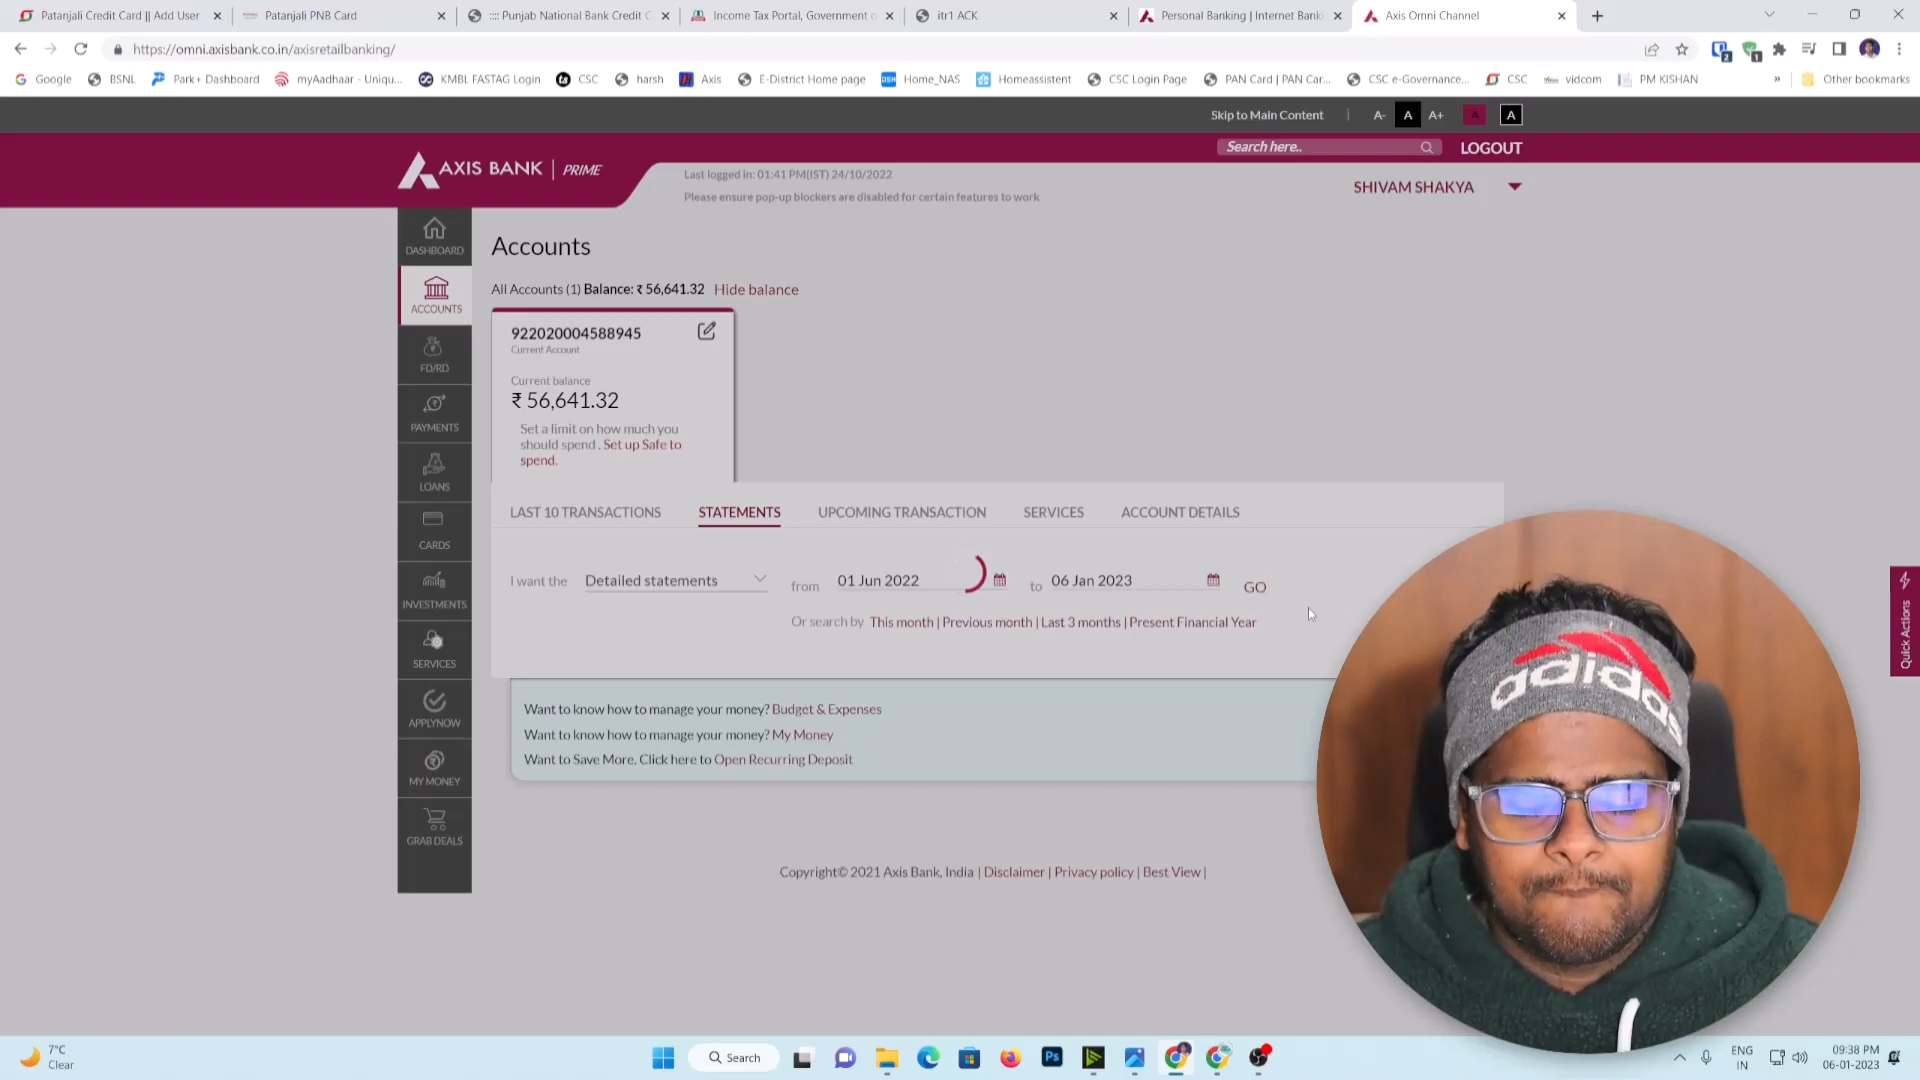 Patanjali Credit Card || Add User
Patanjali PNB Card
:::: Punjab National Bank Credit C
Income Tax Portal, Government o
itr1 ACK
Personal Banking | Internet Banki
Axis Omni Channel
https://omni.axisbank.co.in/axisretailbanking/
Google
BSNL
Park+ Dashboard
myAadhaar - Uniqu...
KMBL FASTAG Login
CSC
harsh
Axis
E-District Home page
Home_NAS
Homeassistent
CSC Login Page
PAN Card | PAN Car...
CSC e-Governance...
CSC
vidcom
PM KISHAN
»
Other bookmarks
Skip to Main Content | A- A A+ A A
Search here..
LOGOUT
AXIS BANK | PRIME
Last logged in: 01:41 PM(IST) 24/10/2022
Please ensure pop-up blockers are disabled for certain features to work
SHIVAM SHAKYA
DASHBOARD
ACCOUNTS
FD/RD
PAYMENTS
LOANS
CARDS
INVESTMENTS
SERVICES
APPLYNOW
MY MONEY
GRAB DEALS
Accounts
All Accounts (1) Balance: ₹ 56,641.32 Hide balance
922020004588945
Current Account
Current balance
₹ 56,641.32
Set a limit on how much you
should spend . Set up Safe to
spend.
LAST 10 TRANSACTIONS
STATEMENTS
UPCOMING TRANSACTION
SERVICES
ACCOUNT DETAILS
I want the Detailed statements from 01 Jun 2022 to 06 Jan 2023 GO
Or search by This month | Previous month | Last 3 months | Present Financial Year
Want to know how to manage your money? Budget & Expenses
Want to know how to manage your money? My Money
Want to Save More. Click here to Open Recurring Deposit
Quick Actions
adidas
Copyright© 2021 Axis Bank, India | Disclaimer | Privacy policy | Best View |
7°C
Clear
Search
Ps
ENG
IN
09:38 PM
06-01-2023